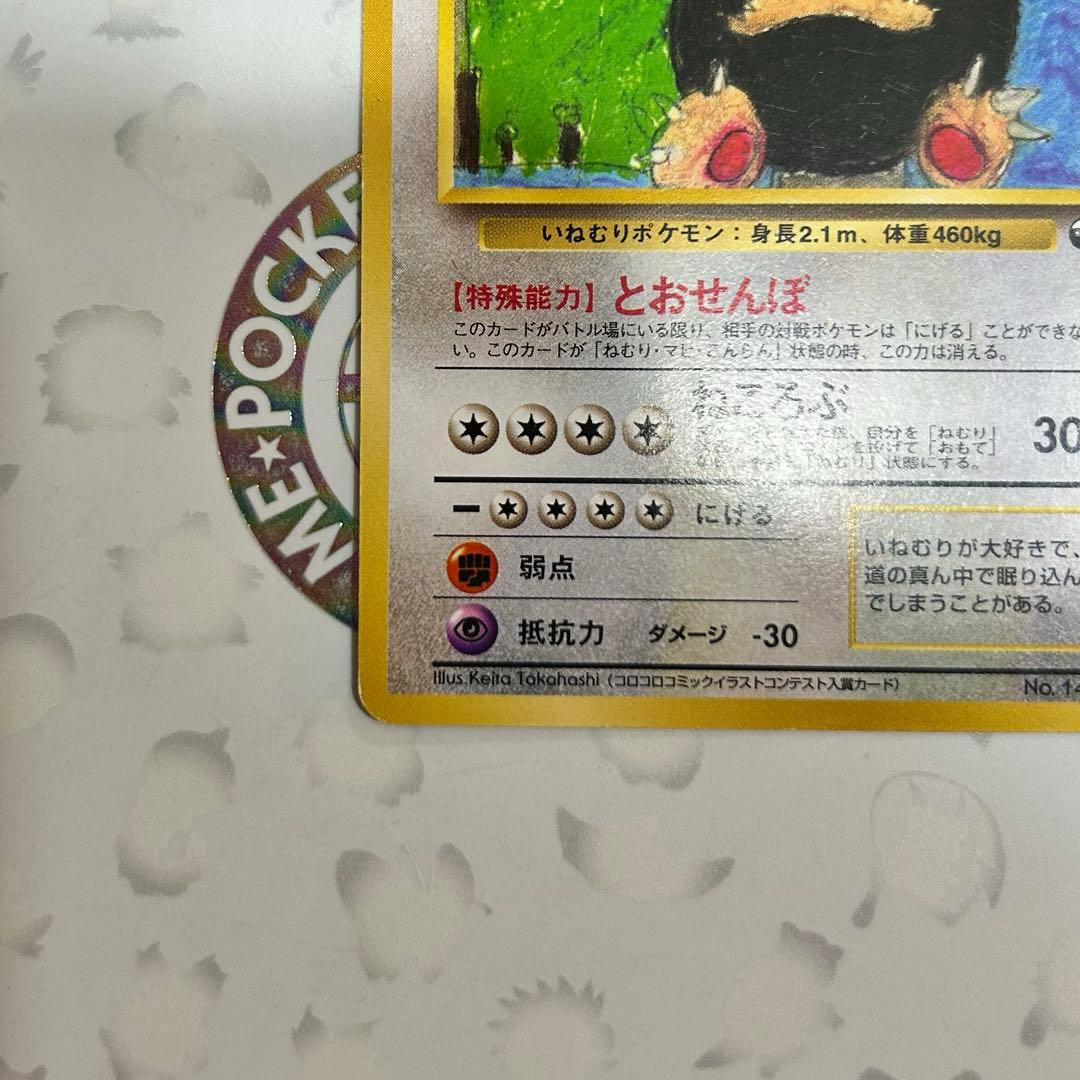 ME★POCKE
いねむりポケモン：身長2.1m、体重460kg
【特殊能力】とおせんぼ
このカードがバトル場にいる限り、相手の対戦ポケモンは「にげる」ことができな
い。このカードが「ねむり・マヒ・こんらん」状態の時、この力は消える。
ねころぶ
自分を「ねむり」
を投げて「おもて」
「ねむり」状態にする。
30
ー にげる
弱点
抵抗力 ダメージ -30
いねむりが大好きで、
道の真ん中で眠り込ん
でしまうことがある。
Illus Keita Takahashi（コロコロコミックイラストコンテスト入賞カード）
No. 14